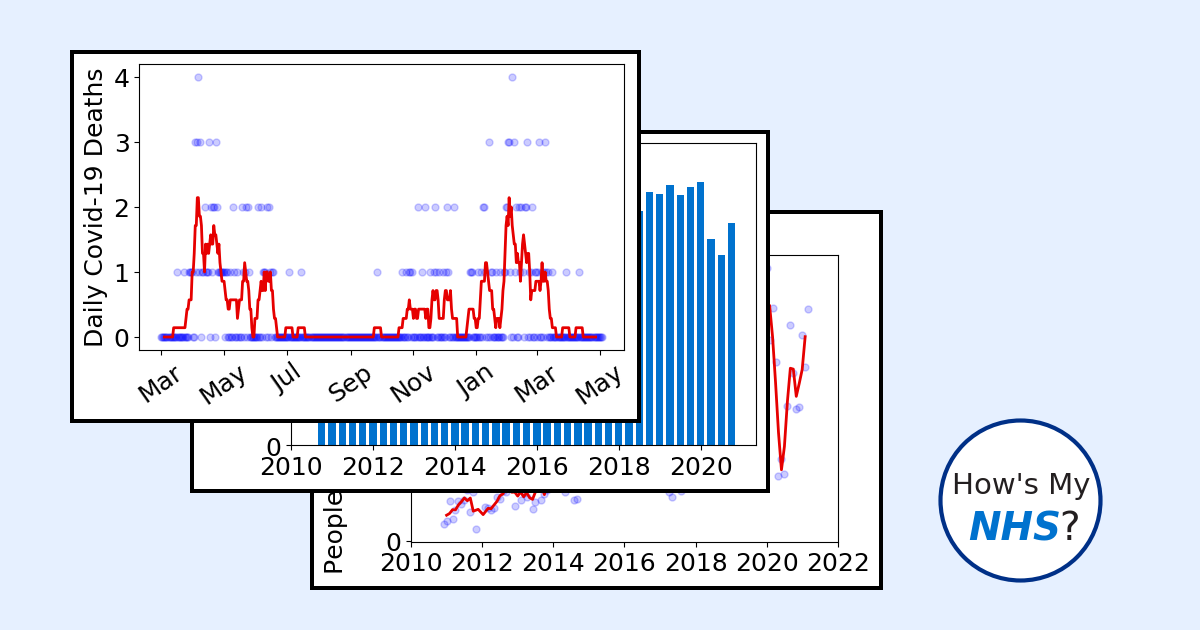 Daily Covid-19 Deaths
4
3
2
1
0
Mar May Jul Sep Nov Jan Mar May
0
2010 2012 2014 2016 2018 2020
People
0
2010 2012 2014 2016 2018 2020 2022
How's My
NHS?